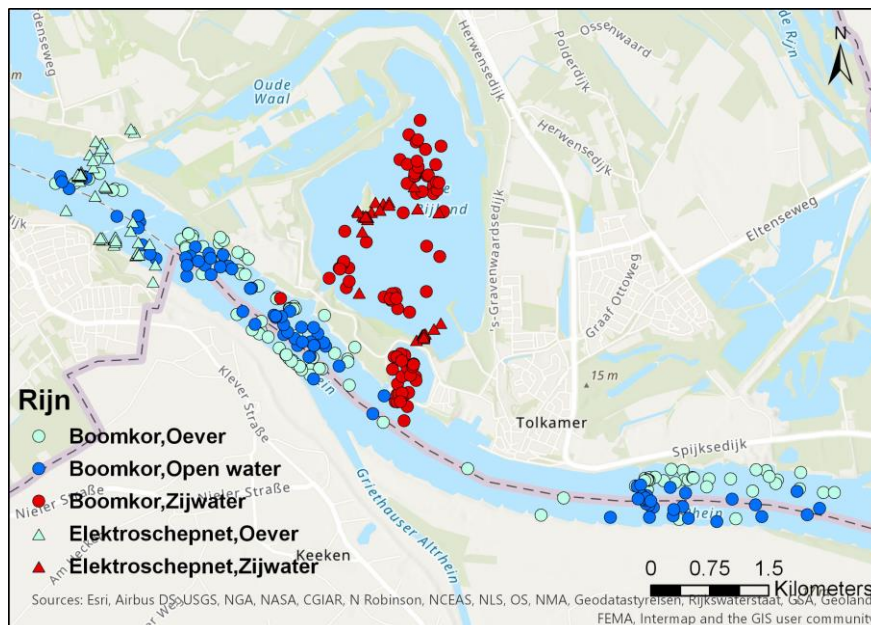 Herwensedijk
Ossenwaard
Polderdijk
de Rijn
N
Oude
Waal
Herwensedijk
Eltenseweg
's-Gravenwaardsedijk
Graaf Ottoweg
15 m
Tolkamer
Klever Straße
Rijn
Boomkor,Oever
Boomkor,Open water
Boomkor,Zijwater
Elektroschepnet,Oever
Elektroschepnet,Zijwater
Spijksedijk
Nieler Straße
Nieler Straße
Griethauser Altrhein
Keeken
0 0.75 1.5
Kilometers
Sources: Esri, Airbus DS, USGS, NGA, NASA, CGIAR, N Robinson, NCEAS, NLS, OS, NMA, Geodatastyrelsen, Rijkswaterstaat, GSA, Geoland
FEMA, Intermap and the GIS user community